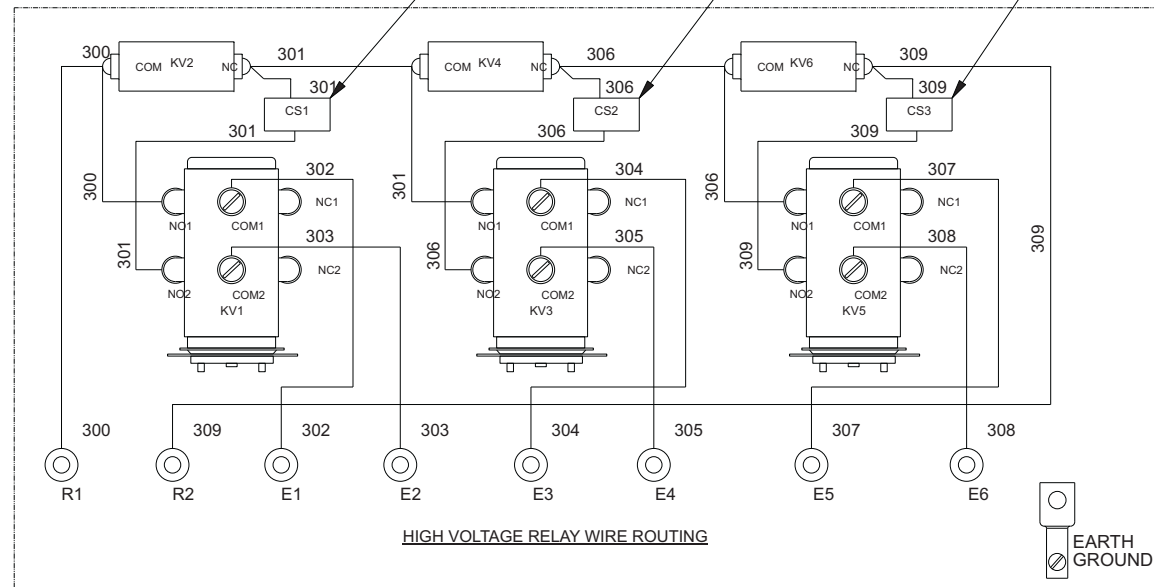 300
301
306
309
COM KV2 NC
COM KV4 NC
COM KV6 NC
301
306
309
CS1
CS2
CS3
301
306
309
300
302
301
304
306
307
NO1
COM1
NC1
NO1
COM1
NC1
NO1
COM1
NC1
301
303
306
305
309
308
309
NO2
COM2
NC2
NO2
COM2
NC2
NO2
COM2
NC2
KV1
KV3
KV5
300
309
302
303
304
305
307
308
R1
R2
E1
E2
E3
E4
E5
E6
HIGH VOLTAGE RELAY WIRE ROUTING
EARTH
GROUND